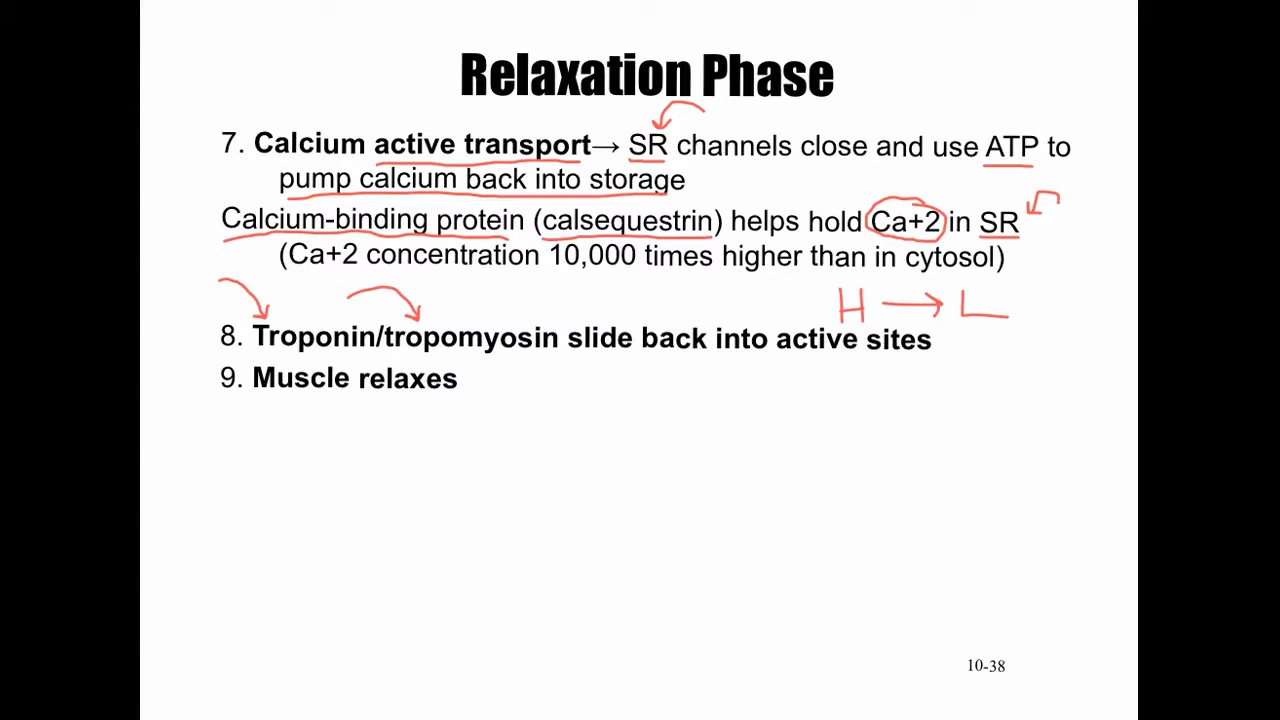 Relaxation Phase
7. Calcium active transport→ SR channels close and use ATP to
pump calcium back into storage
Calcium-binding protein (calsequestrin) helps hold Ca+2 in SR
(Ca+2 concentration 10,000 times higher than in cytosol)
H → L
8. Troponin/tropomyosin slide back into active sites
9. Muscle relaxes
10-38